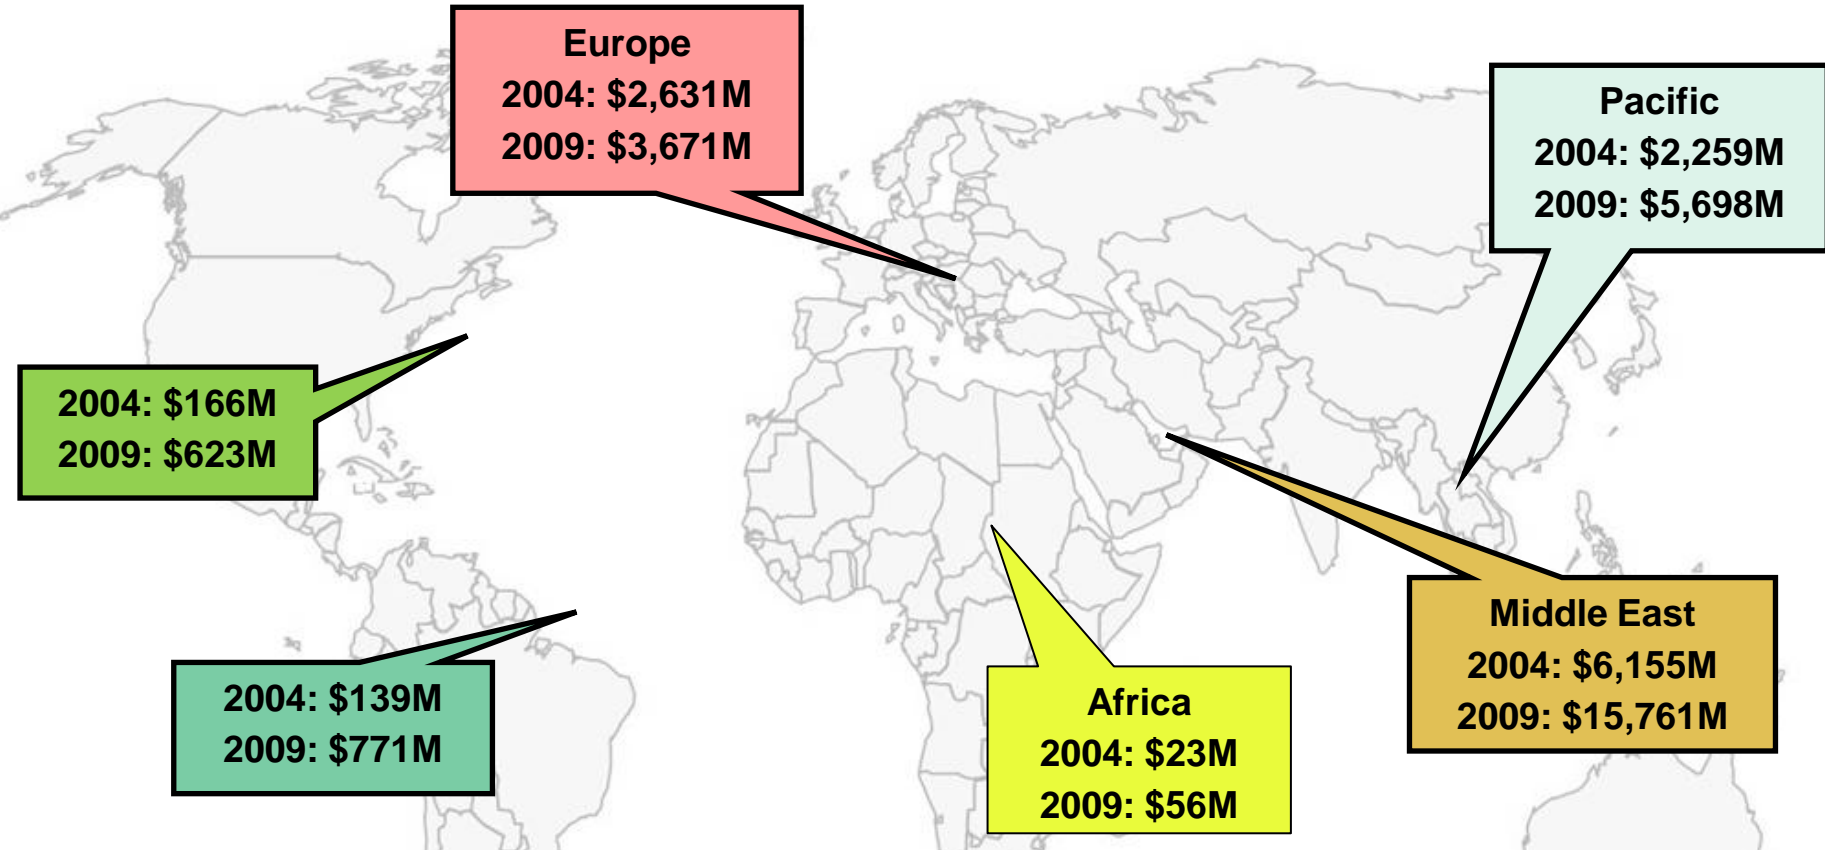 Europe
2004: $2,631M
2009: $3,671M
Pacific
2004: $2,259M
2009: $5,698M
2004: $166M
2009: $623M
Middle East
2004: $6,155M
2009: $15,761M
2004: $139M
2009: $771M
Africa
2004: $23M
2009: $56M